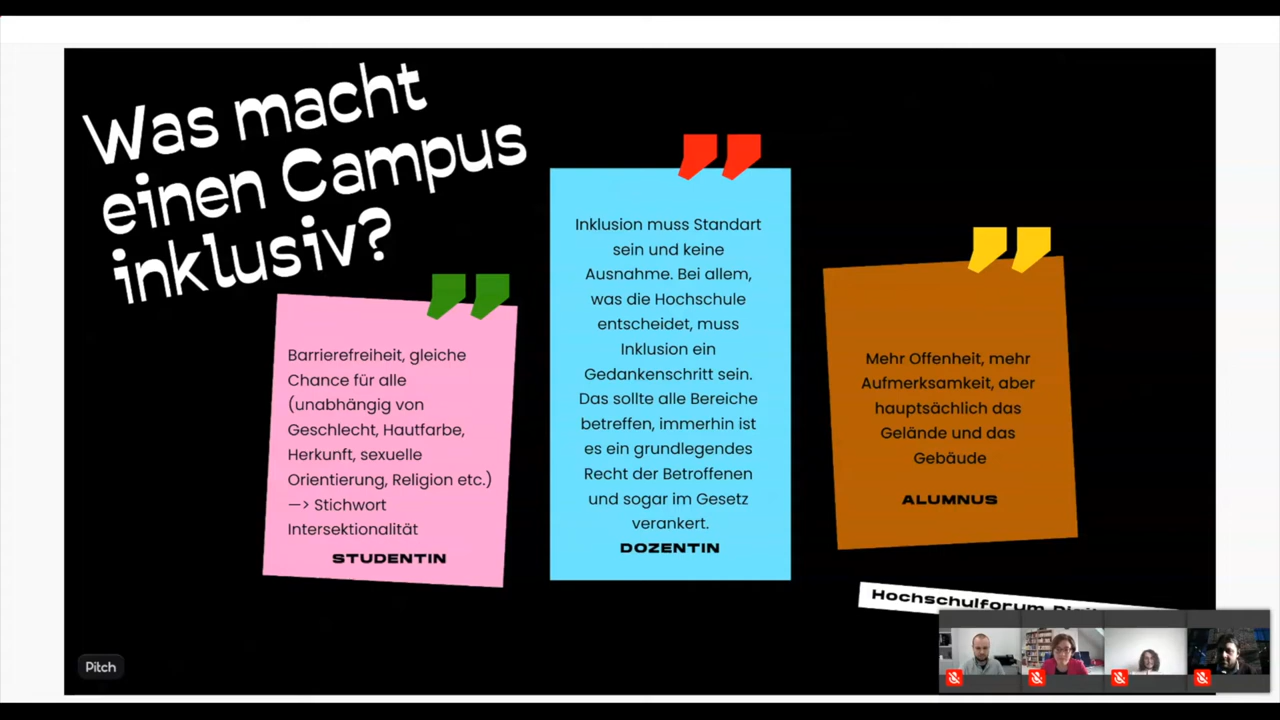 Was macht
einen Campus
inklusiv?
Barrierefreiheit, gleiche
Chance für alle
(unabhängig von
Geschlecht, Hautfarbe,
Herkunft, sexuelle
Orientierung, Religion etc.)
—> Stichwort
Intersektionalität
STUDENTIN
Inklusion muss Standart
sein und keine
Ausnahme. Bei allem,
was die Hochschule
entscheidet, muss
Inklusion ein
Gedankenschritt sein.
Das sollte alle Bereiche
betreffen, immerhin ist
es ein grundlegendes
Recht der Betroffenen
und sogar im Gesetz
verankert.
DOZENTIN
Mehr Offenheit, mehr
Aufmerksamkeit, aber
hauptsächlich das
Gelände und das
Gebäude
ALUMNUS
Hochschulforum
Pitch